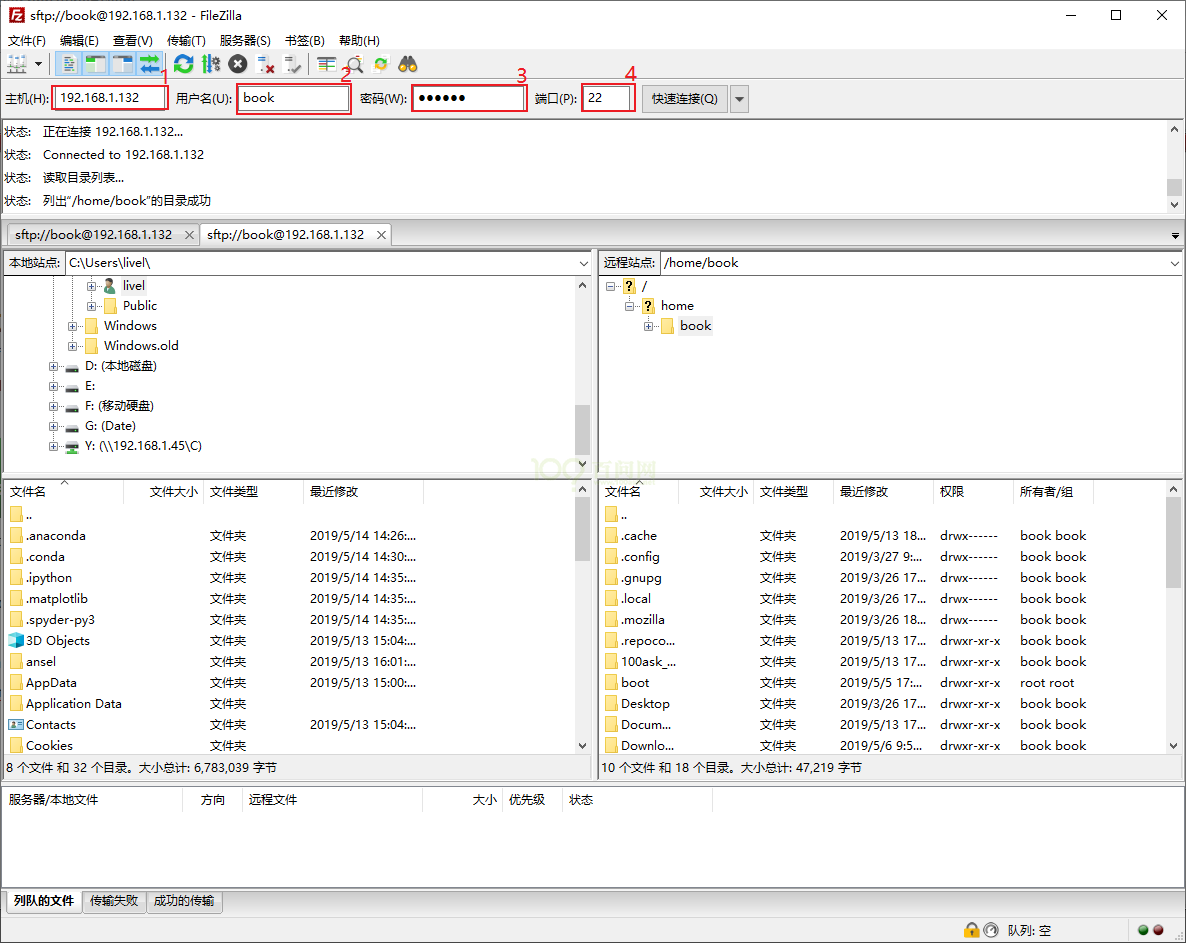 sftp://book@192.168.1.132 - FileZilla
文件(F) 编辑(E) 查看(V) 传输(T) 服务器(S) 书签(B) 帮助(H)
1 2 3 4
主机(H): 192.168.1.132 用户名(U): book 密码(W): ●●●●●● 端口(P): 22 快速连接(Q)
状态: 正在连接 192.168.1.132...
状态: Connected to 192.168.1.132
状态: 读取目录列表...
状态: 列出"/home/book"的目录成功
sftp://book@192.168.1.132 sftp://book@192.168.1.132
本地站点: C:\Users\livel\
livel
Public
Windows
Windows.old
D: (本地磁盘)
E:
F: (移动硬盘)
G: (Date)
Y: (\\192.168.1.45\C)
远程站点: /home/book
/
home
book
100 百问网
文件名 文件大小 文件类型 最近修改
..
.anaconda 文件夹 2019/5/14 14:26:...
.conda 文件夹 2019/5/14 14:30:...
.ipython 文件夹 2019/5/14 14:35:...
.matplotlib 文件夹 2019/5/14 14:35:...
.spyder-py3 文件夹 2019/5/14 14:35:...
3D Objects 文件夹 2019/5/13 15:04:...
ansel 文件夹 2019/5/13 16:01:...
AppData 文件夹 2019/5/13 15:00:...
Application Data 文件夹
Contacts 文件夹 2019/5/13 15:04:...
Cookies 文件夹
8 个文件 和 32 个目录。大小总计: 6,783,039 字节
文件名 文件大小 文件类型 最近修改 权限 所有者/组
..
.cache 文件夹 2019/5/13 18... drwx------ book book
.config 文件夹 2019/3/27 9:... drwx------ book book
.gnupg 文件夹 2019/3/26 17... drwx------ book book
.local 文件夹 2019/3/26 17... drwx------ book book
.mozilla 文件夹 2019/3/26 18... drwx------ book book
.repoco... 文件夹 2019/5/13 17... drwxr-xr-x book book
100ask_... 文件夹 2019/5/13 17... drwxr-xr-x book book
boot 文件夹 2019/5/5 17:... drwxr-xr-x root root
Desktop 文件夹 2019/3/26 17... drwxr-xr-x book book
Docum... 文件夹 2019/5/13 17... drwxr-xr-x book book
Downlo... 文件夹 2019/5/6 9:5... drwxr-xr-x book book
10 个文件 和 18 个目录。大小总计: 47,219 字节
服务器/本地文件 方向 远程文件 大小 优先级 状态
列队的文件 传输失败 成功的传输
队列: 空